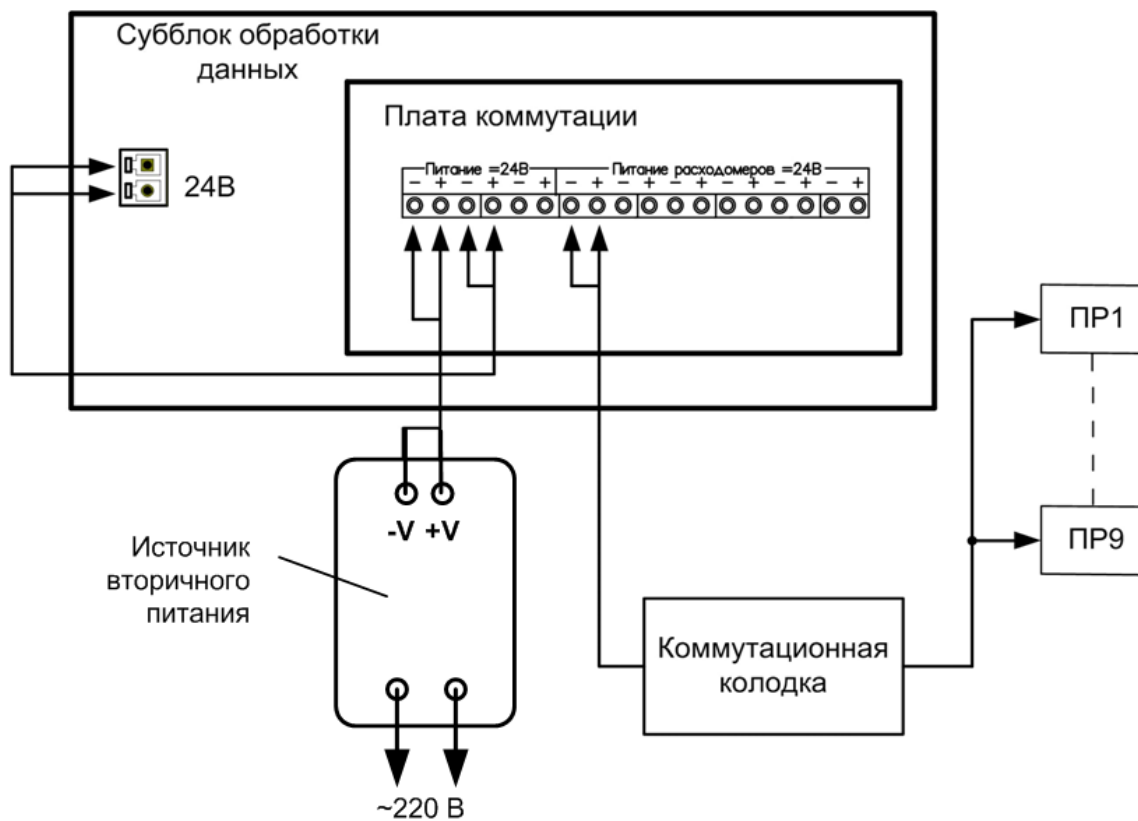 Субблок обработки
данных
Плата коммутации
Питание =24В
Питание расходомеров =24В
− + − + − + − + − + − + − + − + − +
24В
ПР1
-V +V
ПР9
Источник
вторичного
питания
Коммутационная
колодка
~220 В